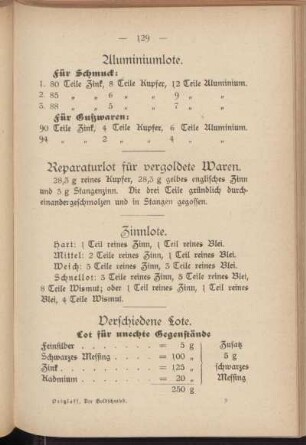 — 129 —
Aluminiumlote.
Für Schmuck:
1. 80 Teile Zink, 8 Teile Kupfer, 12 Teile Aluminium.
2. 85 „ „ 6 „ „ 9 „ „
3. 88 „ „ 5 „ „ 7 „ „
Für Gußwaren:
90 Teile Zink, 4 Teile Kupfer, 6 Teile Aluminium.
94 „ „ 2 „ „ 4 „ „
Reparaturlot für vergoldete Waren.
28,5 g reines Kupfer, 28,5 g gelbes englisches Zinn
und 5 g Stangenzinn. Die drei Teile gründlich durch-
einandergeschmolzen und in Stangen gegossen.
Zinnlote.
Hart: 1 Teil reines Zinn, 1 Teil reines Blei.
Mittel: 2 Teile reines Zinn, 1 Teil reines Blei.
Weich: 5 Teile reines Zinn, 3 Teile reines Blei.
Schnellot: 3 Teile reines Zinn, 5 Teile reines Blei,
8 Teile Wismut; oder 1 Teil reines Zinn, 1 Teil reines
Blei, 4 Teile Wismut.
Verschiedene Lote.
Lot für unechte Gegenstände
Feinsilber . . . . . . . = 5 g Zusatz
Schwarzes Messing . . . . = 100 „ 5 g
Zink . . . . . . . . . = 125 „ schwarzes
Kadmium . . . . . . . = 20 „ Messing
250 g
Der Goldschmied. 9